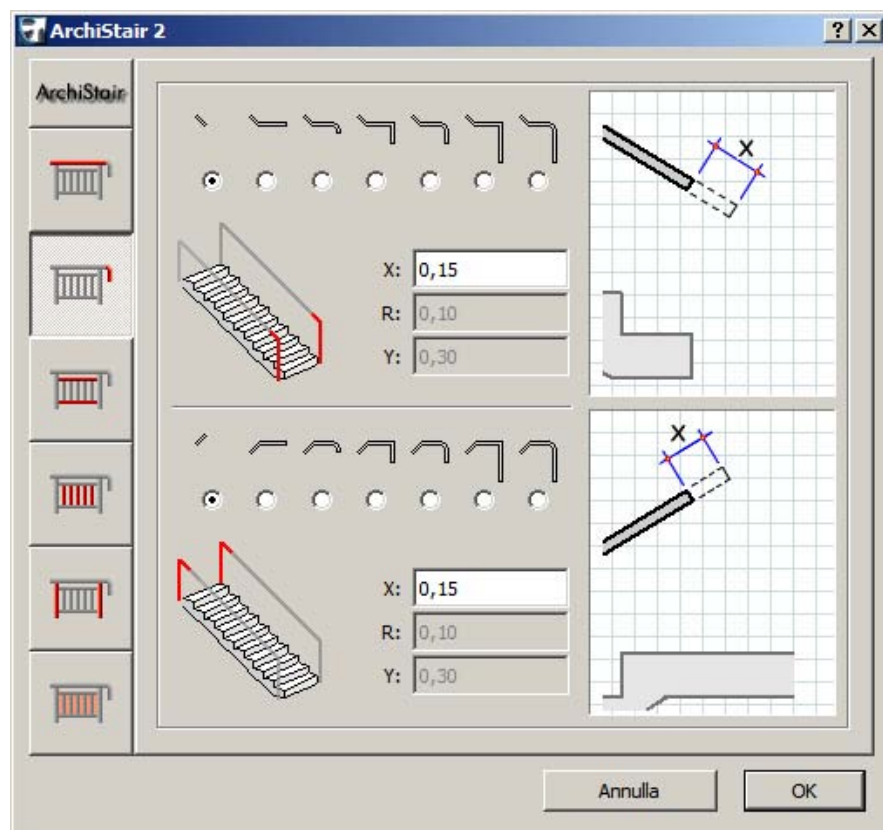 ArchiStair 2
ArchiStair
X: 0,15
R: 0,10
Y: 0,30
X
X: 0,15
R: 0,10
Y: 0,30
X
Annulla
OK